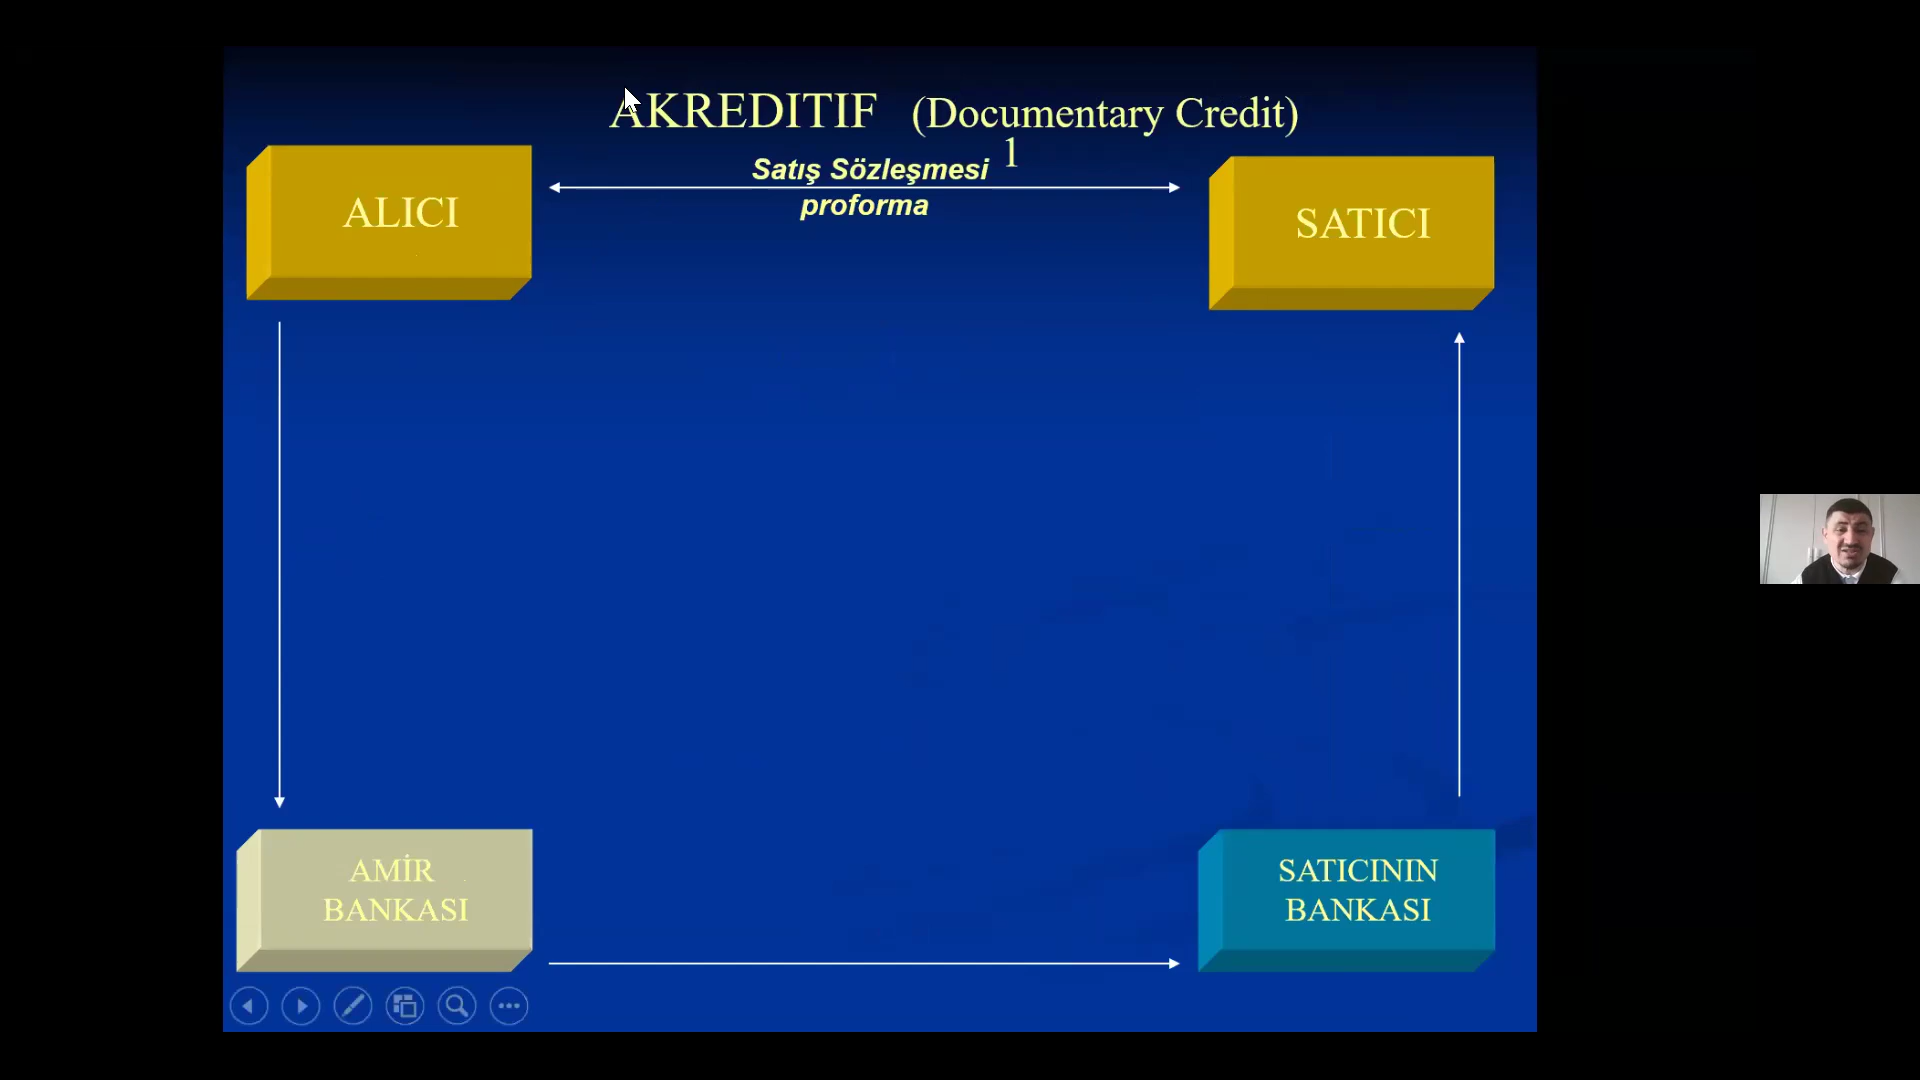 AKREDITIF (Documentary Credit)
1
Satış Sözleşmesi
proforma
ALICI
SATICI
AMİR
BANKASI
SATICININ
BANKASI